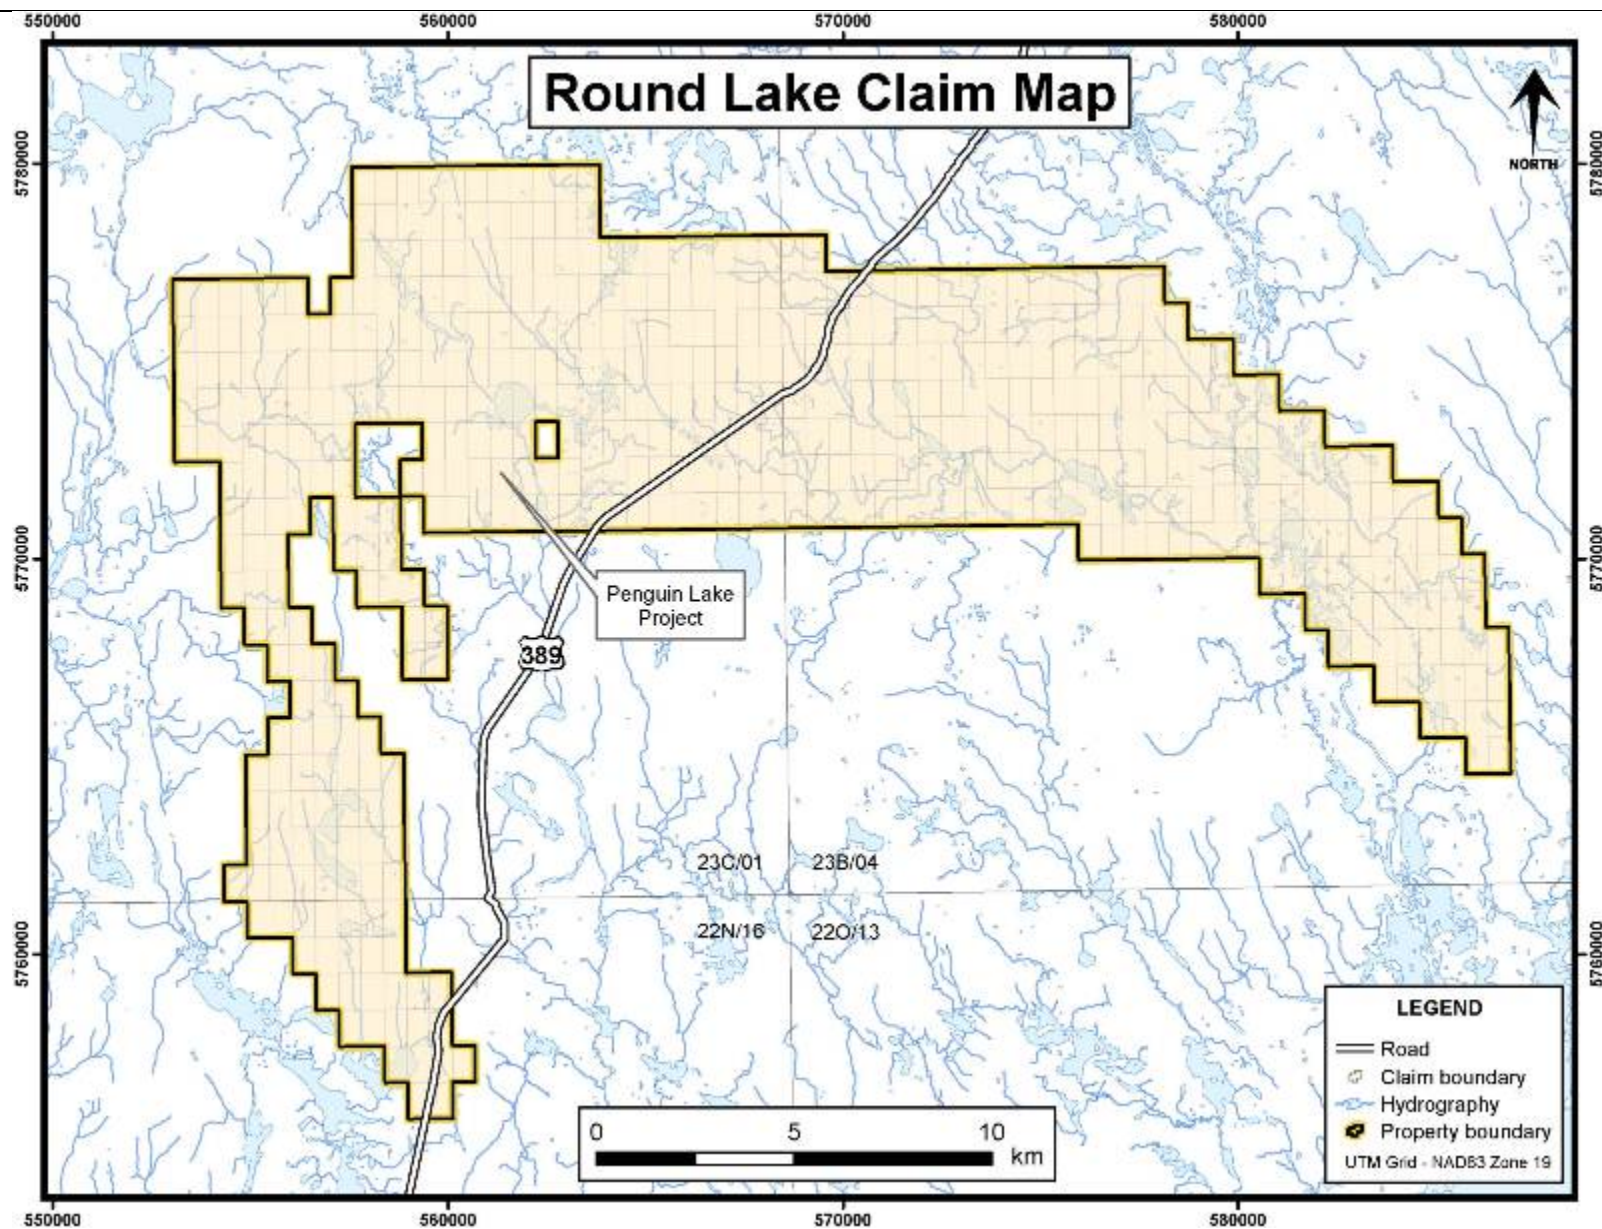 550000 560000 570000 580000
Round Lake Claim Map
NORTH
5780000 5780000
5770000 5770000
Penguin Lake
Project
389
23C/01 23B/04
22N/16 22O/13
5760000 5760000
LEGEND
Road
Claim boundary
Hydrography
Property boundary
UTM Grid - NAD83 Zone 19
0 5 10
km
550000 560000 570000 580000